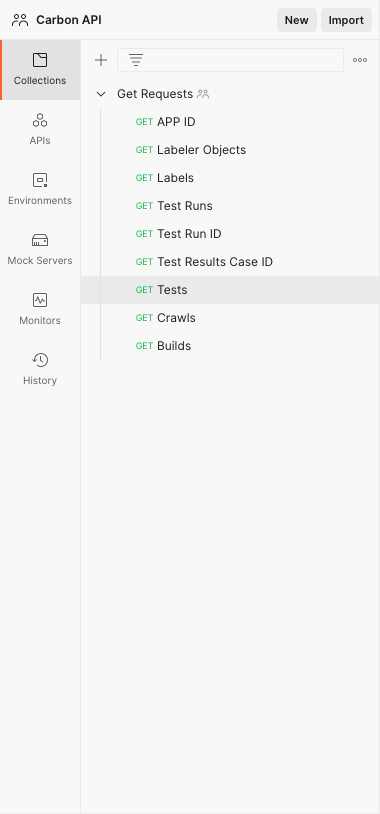 Carbon API
New
Import
Collections
APIs
Environments
Mock Servers
Monitors
History
Get Requests
GET APP ID
GET Labeler Objects
GET Labels
GET Test Runs
GET Test Run ID
GET Test Results Case ID
GET Tests
GET Crawls
GET Builds